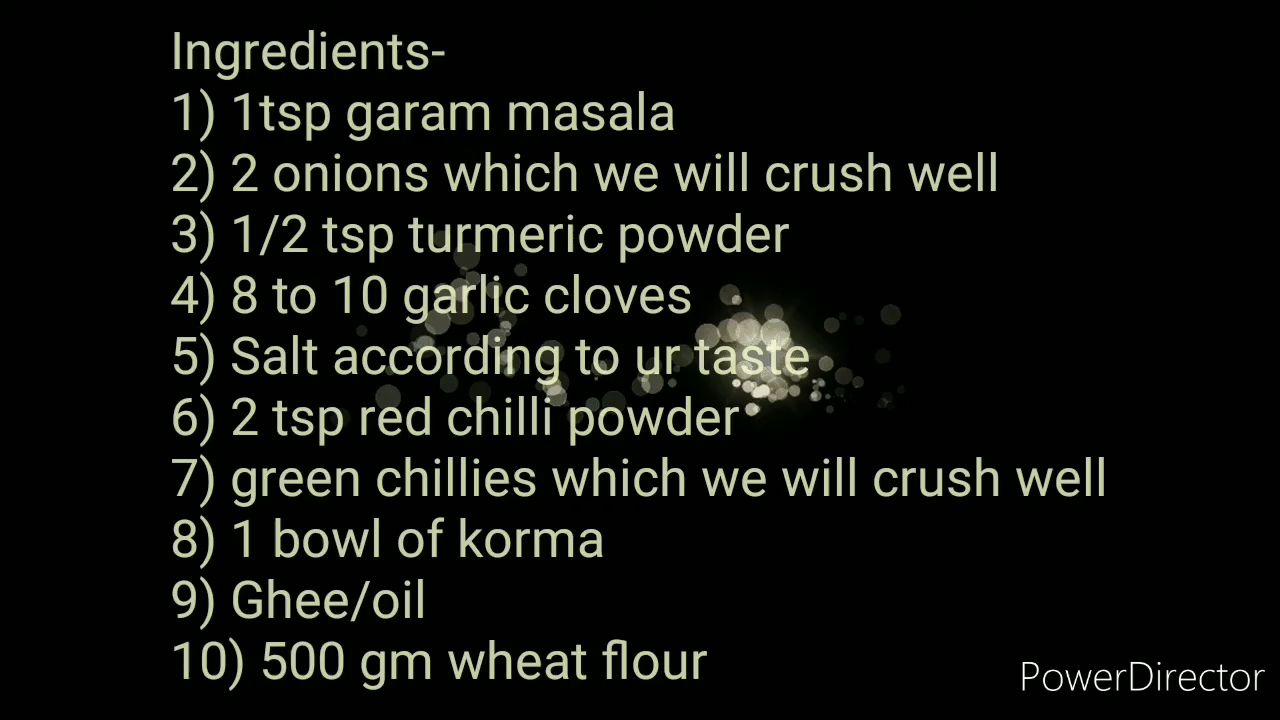 Ingredients-
1) 1tsp garam masala
2) 2 onions which we will crush well
3) 1/2 tsp turmeric powder
4) 8 to 10 garlic cloves
5) Salt according to ur taste
6) 2 tsp red chilli powder
7) green chillies which we will crush well
8) 1 bowl of korma
9) Ghee/oil
10) 500 gm wheat flour
PowerDirector